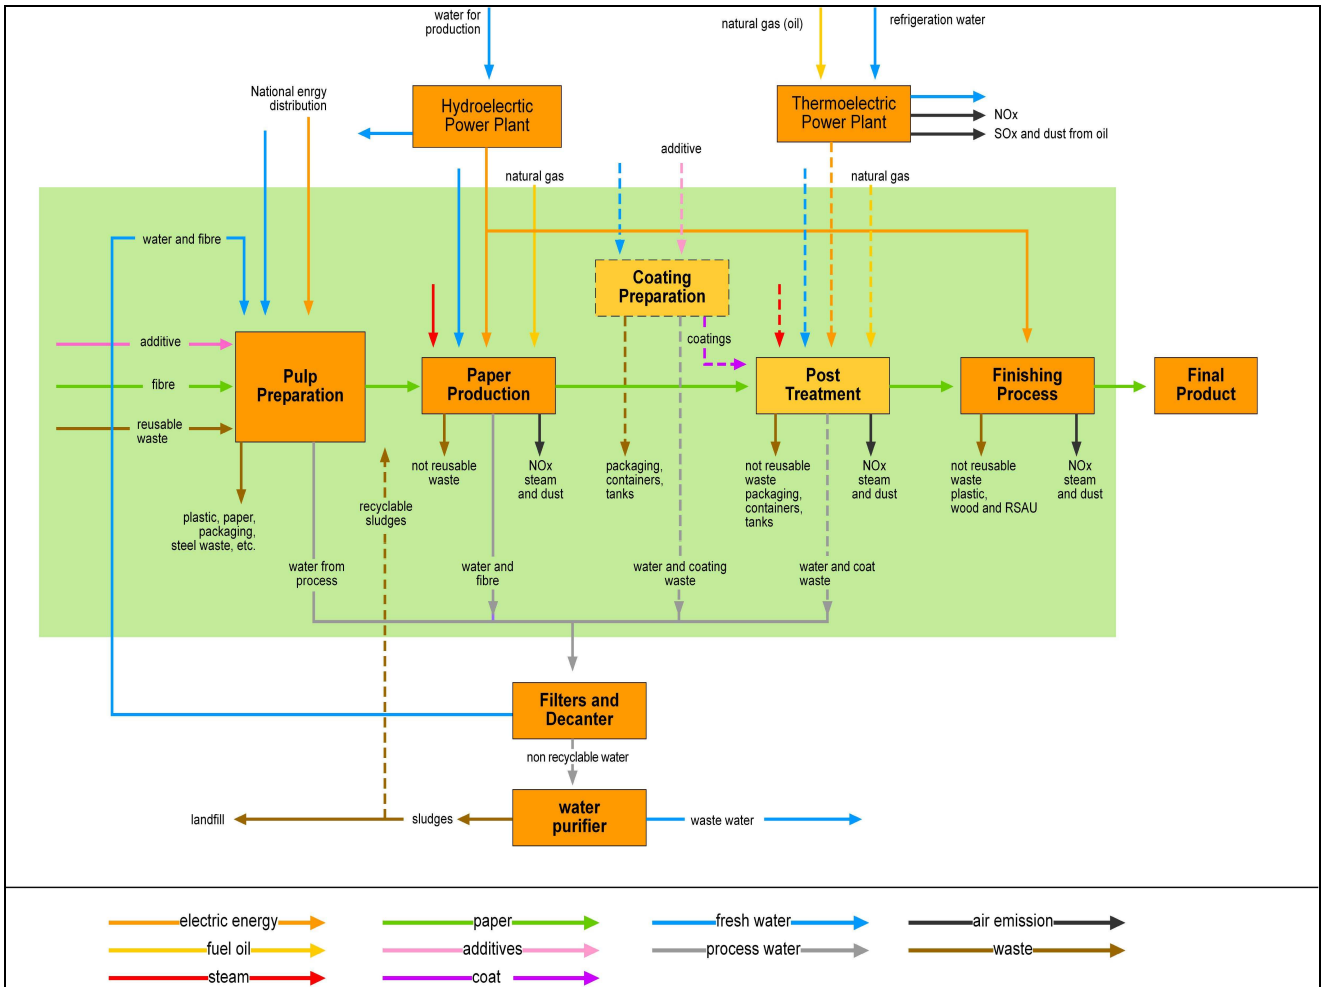 water for
production
natural gas (oil)
refrigeration water
National enrgy
distribution
Hydroelecrtic
Power Plant
Thermoelectric
Power Plant
NOx
SOx and dust from oil
additive
natural gas
natural gas
water and fibre
Coating
Preparation
coatings
additive
fibre
reusable
waste
Pulp
Preparation
Paper
Production
Post
Treatment
Finishing
Process
Final
Product
not reusable
waste
NOx
steam
and dust
packaging,
containers,
tanks
not reusable
waste
packaging,
containers,
tanks
NOx
steam
and dust
not reusable
waste
plastic,
wood and RSAU
NOx
steam
and dust
plastic, paper,
packaging,
steel waste, etc.
recyclable
sludges
water from
process
water and
fibre
water and coating
waste
water and coat
waste
Filters and
Decanter
non recyclable water
water
purifier
landfill
sludges
waste water
electric energy
paper
fresh water
air emission
fuel oil
additives
process water
waste
steam
coat